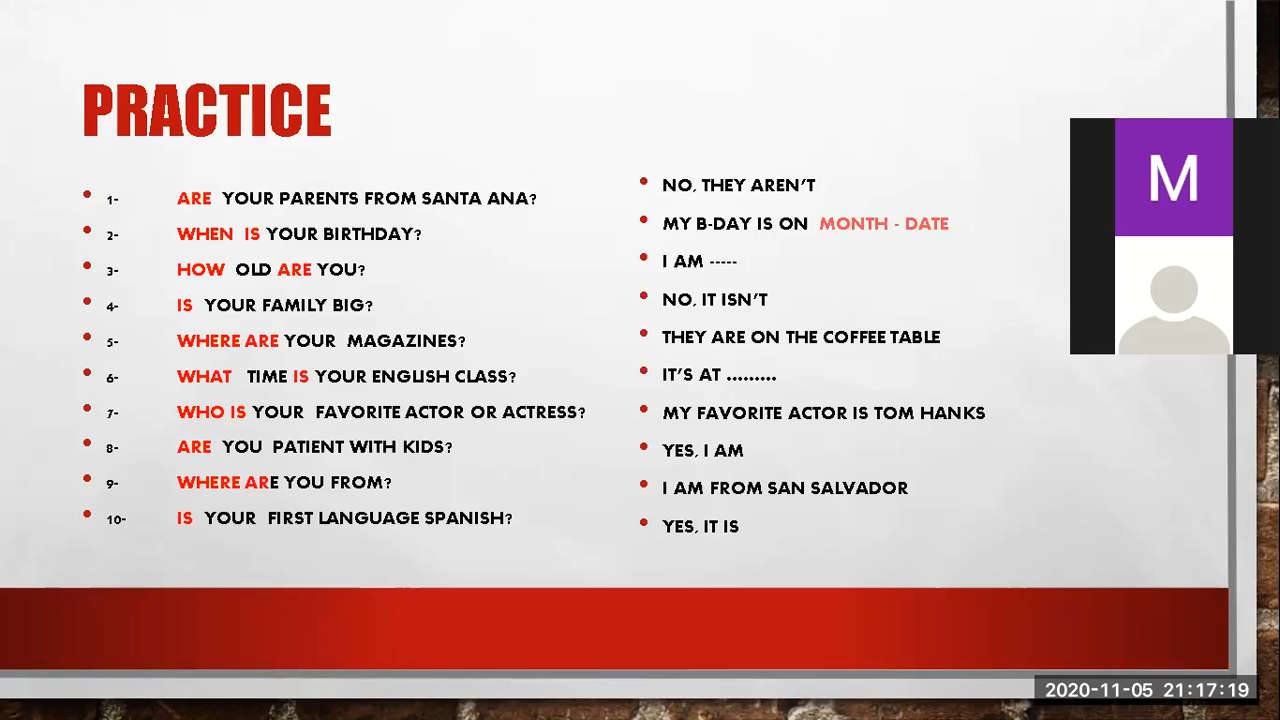 PRACTICE
1- ARE YOUR PARENTS FROM SANTA ANA?
2- WHEN IS YOUR BIRTHDAY?
3- HOW OLD ARE YOU?
4- IS YOUR FAMILY BIG?
5- WHERE ARE YOUR MAGAZINES?
6- WHAT TIME IS YOUR ENGLISH CLASS?
7- WHO IS YOUR FAVORITE ACTOR OR ACTRESS?
8- ARE YOU PATIENT WITH KIDS?
9- WHERE ARE YOU FROM?
10- IS YOUR FIRST LANGUAGE SPANISH?
NO, THEY AREN'T
MY B-DAY IS ON MONTH - DATE
I AM -----
NO, IT ISN'T
THEY ARE ON THE COFFEE TABLE
IT'S AT .........
MY FAVORITE ACTOR IS TOM HANKS
YES, I AM
I AM FROM SAN SALVADOR
YES, IT IS
M
2020-11-05 21:17:19